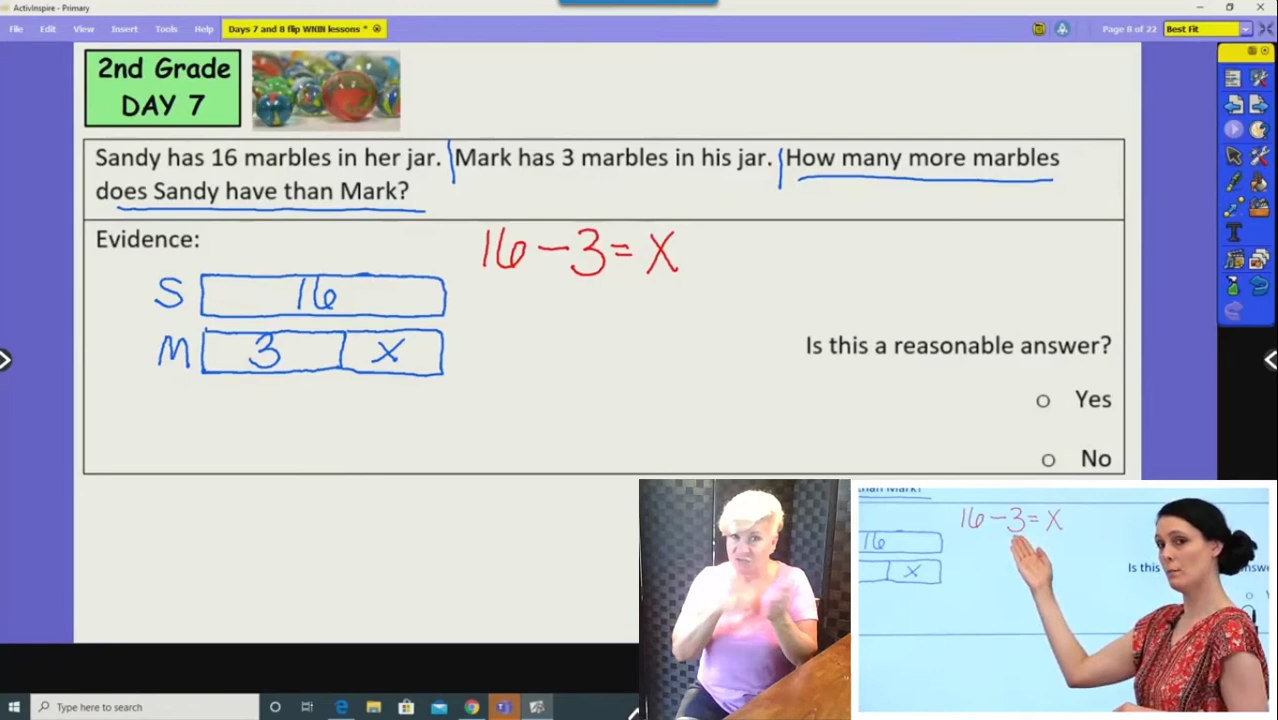 ActivInspire - Primary
File Edit View Insert Tools Help Days 7 and 8 flip WNIN lessons * Page 8 of 22 Best Fit
2nd Grade
DAY 7
Sandy has 16 marbles in her jar. Mark has 3 marbles in his jar. How many more marbles
does Sandy have than Mark?
Evidence:
16 - 3 = X
S 16
M 3 X
Is this a reasonable answer?
Yes
No
than Mark?
16 - 3 = X
16
X
Is this
Type here to search